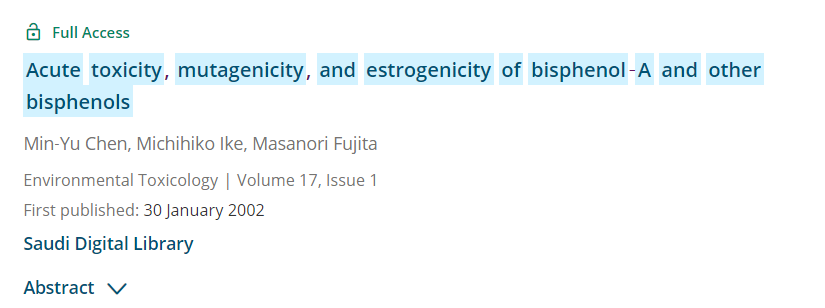 Full Access
Acute toxicity, mutagenicity, and estrogenicity of bisphenol-A and other
bisphenols
Min-Yu Chen, Michihiko Ike, Masanori Fujita
Environmental Toxicology | Volume 17, Issue 1
First published: 30 January 2002
Saudi Digital Library
Abstract